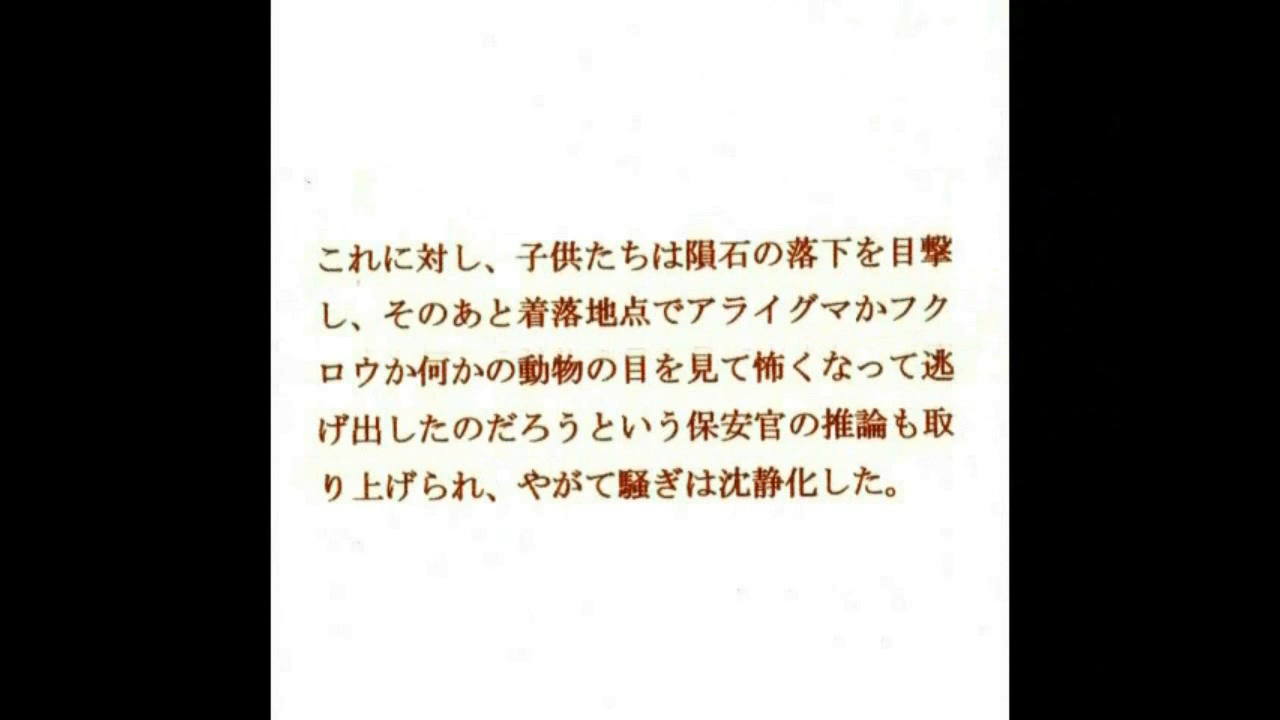 これに対し、子供たちは隕石の落下を目撃
し、そのあと着落地点でアライグマかフク
ロウか何かの動物の目を見て怖くなって逃
げ出したのだろうという保安官の推論も取
り上げられ、やがて騒ぎは沈静化した。